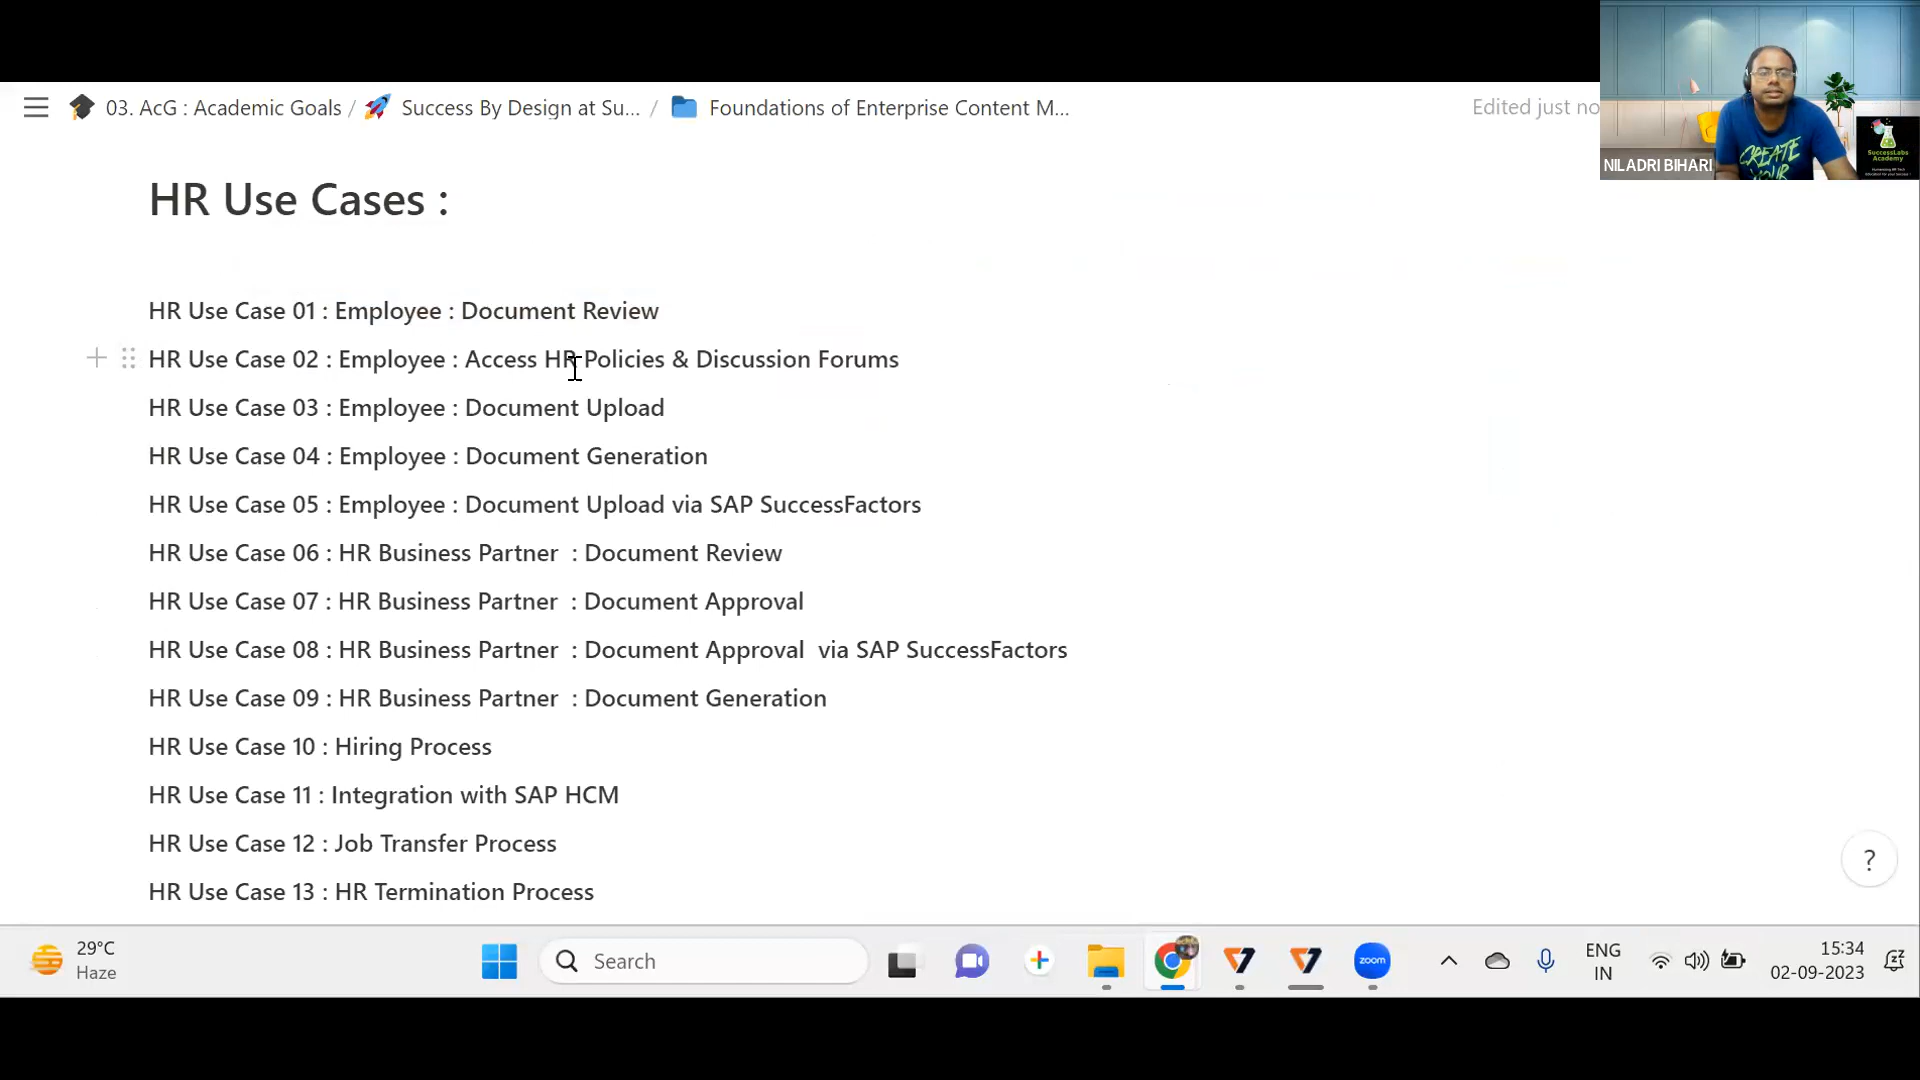 03. AcG : Academic Goals / Success By Design at Su... / Foundations of Enterprise Content M...
Edited just no
NILADRI BIHARI
CREATE
YOUR
SuccessLabs
Academy
HR Use Cases :
HR Use Case 01 : Employee : Document Review
HR Use Case 02 : Employee : Access HR Policies & Discussion Forums
HR Use Case 03 : Employee : Document Upload
HR Use Case 04 : Employee : Document Generation
HR Use Case 05 : Employee : Document Upload via SAP SuccessFactors
HR Use Case 06 : HR Business Partner : Document Review
HR Use Case 07 : HR Business Partner : Document Approval
HR Use Case 08 : HR Business Partner : Document Approval via SAP SuccessFactors
HR Use Case 09 : HR Business Partner : Document Generation
HR Use Case 10 : Hiring Process
HR Use Case 11 : Integration with SAP HCM
HR Use Case 12 : Job Transfer Process
HR Use Case 13 : HR Termination Process
?
29°C
Haze
Search
zoom
ENG
IN
15:34
02-09-2023